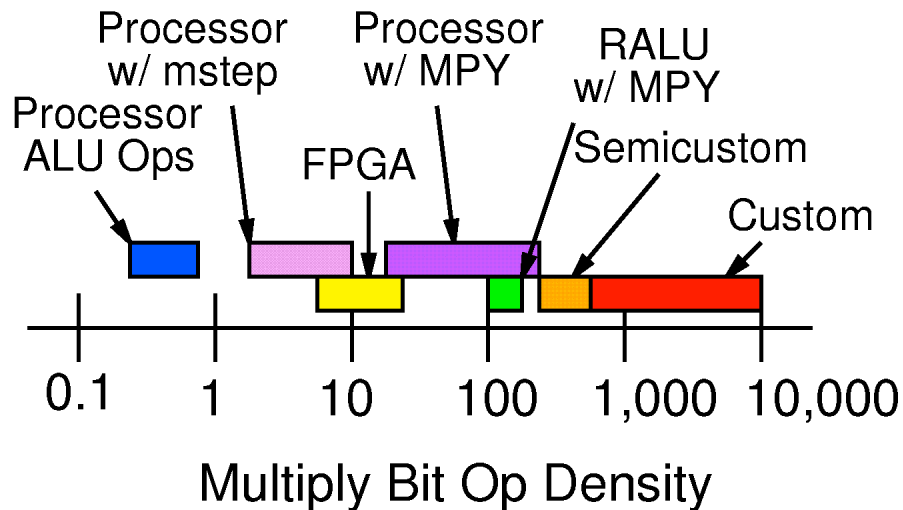 Processor
w/ mstep
Processor
w/ MPY
RALU
w/ MPY
Processor
ALU Ops
FPGA
Semicustom
Custom
0.1
1
10
100
1,000
10,000
Multiply Bit Op Density